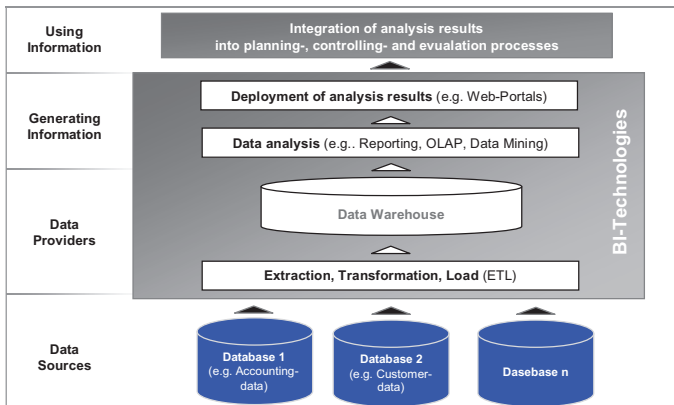 Using
Information
Integration of analysis results
into planning-, controlling- and evualation processes
Generating
Information
Deployment of analysis results (e.g. Web-Portals)
Data analysis (e.g.. Reporting, OLAP, Data Mining)
BI-Technologies
Data
Providers
Data Warehouse
Extraction, Transformation, Load (ETL)
Data
Sources
Database 1
(e.g. Accounting-
data)
Database 2
(e.g. Customer-
data)
Dasebase n